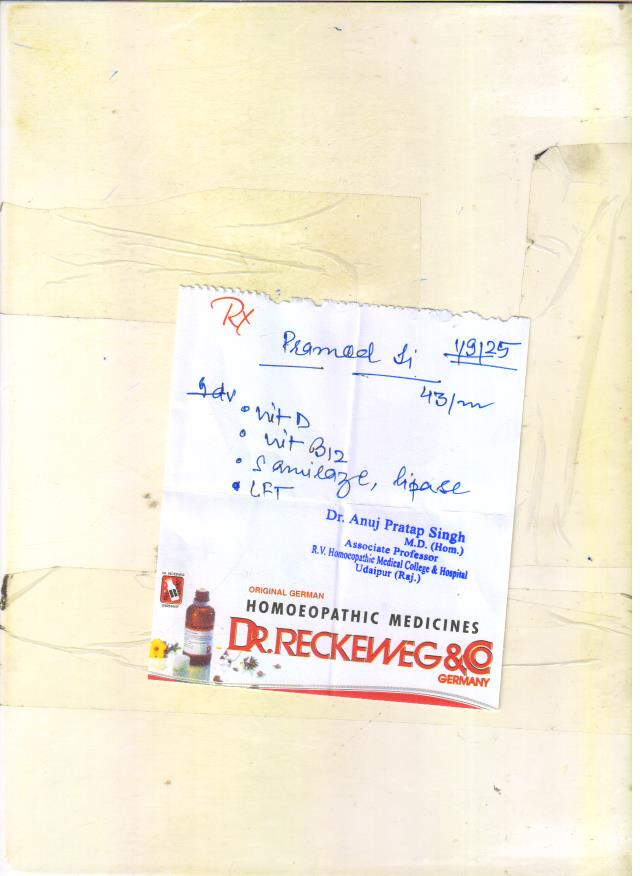 Rx
Pramod Ji 1/9/25
43/m
Adv
• vit D
• vit B12
• S amilaze, lipase
• LFT
Dr. Anuj Pratap Singh
M.D. (Hom.)
Associate Professor
R.V. Homoeopathic Medical College & Hospital
Udaipur (Raj.)
ORIGINAL GERMAN
HOMOEOPATHIC MEDICINES
DR. RECKEWEG & CO
GERMANY